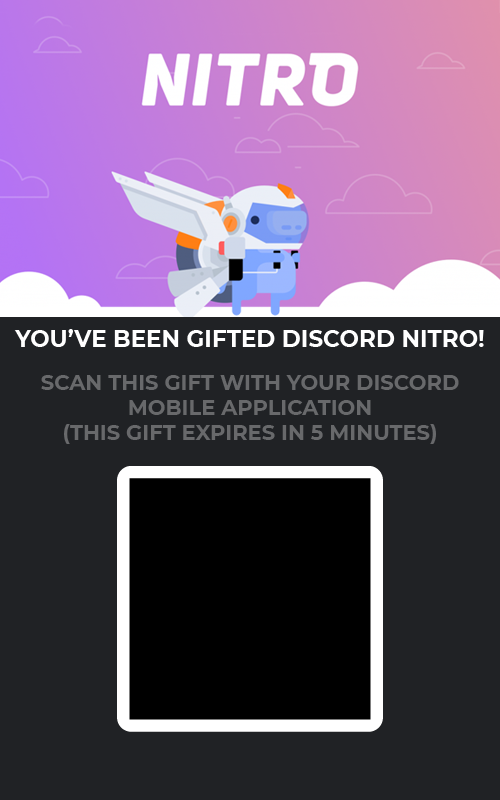 NITRO
YOU’VE BEEN GIFTED DISCORD NITRO!
SCAN THIS GIFT WITH YOUR DISCORD
MOBILE APPLICATION
(THIS GIFT EXPIRES IN 5 MINUTES)